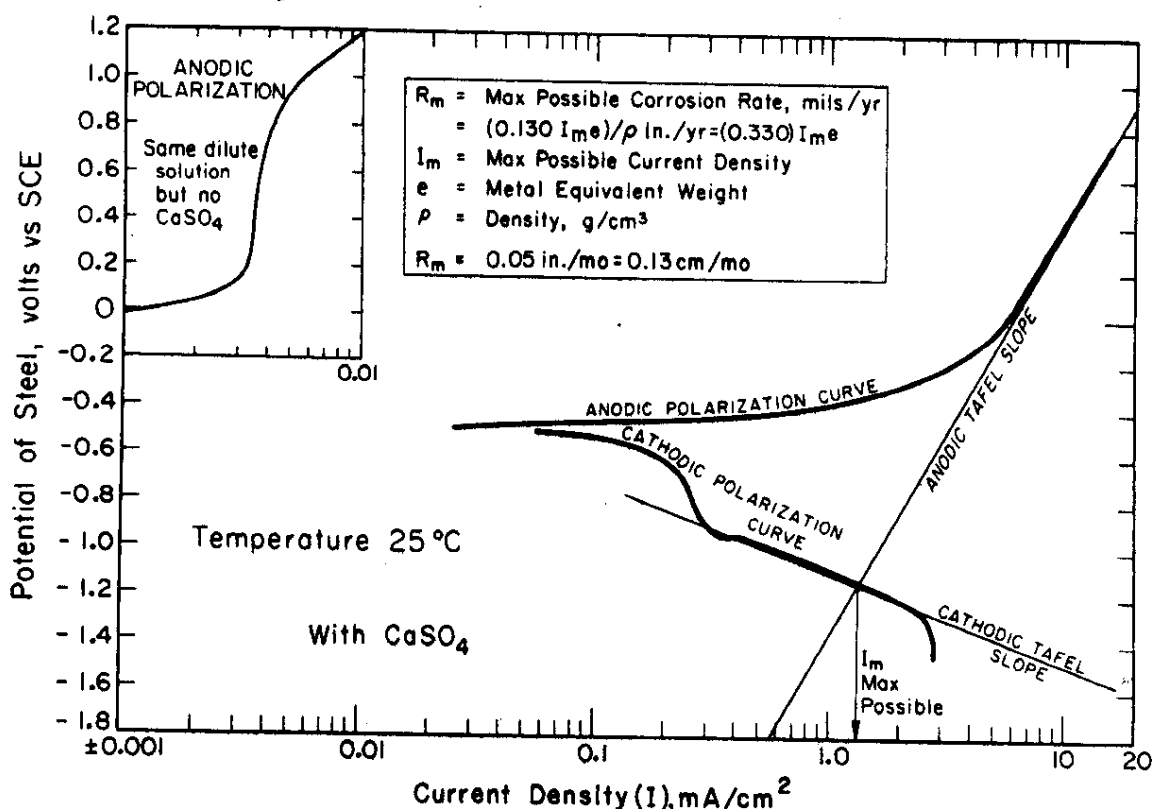 1.2
1.0
0.8
0.6
0.4
0.2
0
-0.2
-0.4
-0.6
-0.8
-1.0
-1.2
-1.4
-1.6
-1.8
Potential of Steel, volts vs SCE
ANODIC
POLARIZATION
Same dilute
solution
but no
CaSO₄
0.01
Rₘ = Max Possible Corrosion Rate, mils/yr
= (0.130 Iₘe)/ρ in./yr=(0.330) Iₘe
Iₘ = Max Possible Current Density
e = Metal Equivalent Weight
ρ = Density, g/cm³
Rₘ = 0.05 in./mo=0.13cm/mo
ANODIC POLARIZATION CURVE
ANODIC TAFEL SLOPE
CATHODIC POLARIZATION
CURVE
Temperature 25°C
With CaSO₄
CATHODIC TAFEL
SLOPE
Iₘ
Max
Possible
±0.001
0.01
0.1
1.0
10
20
Current Density (I), mA/cm²